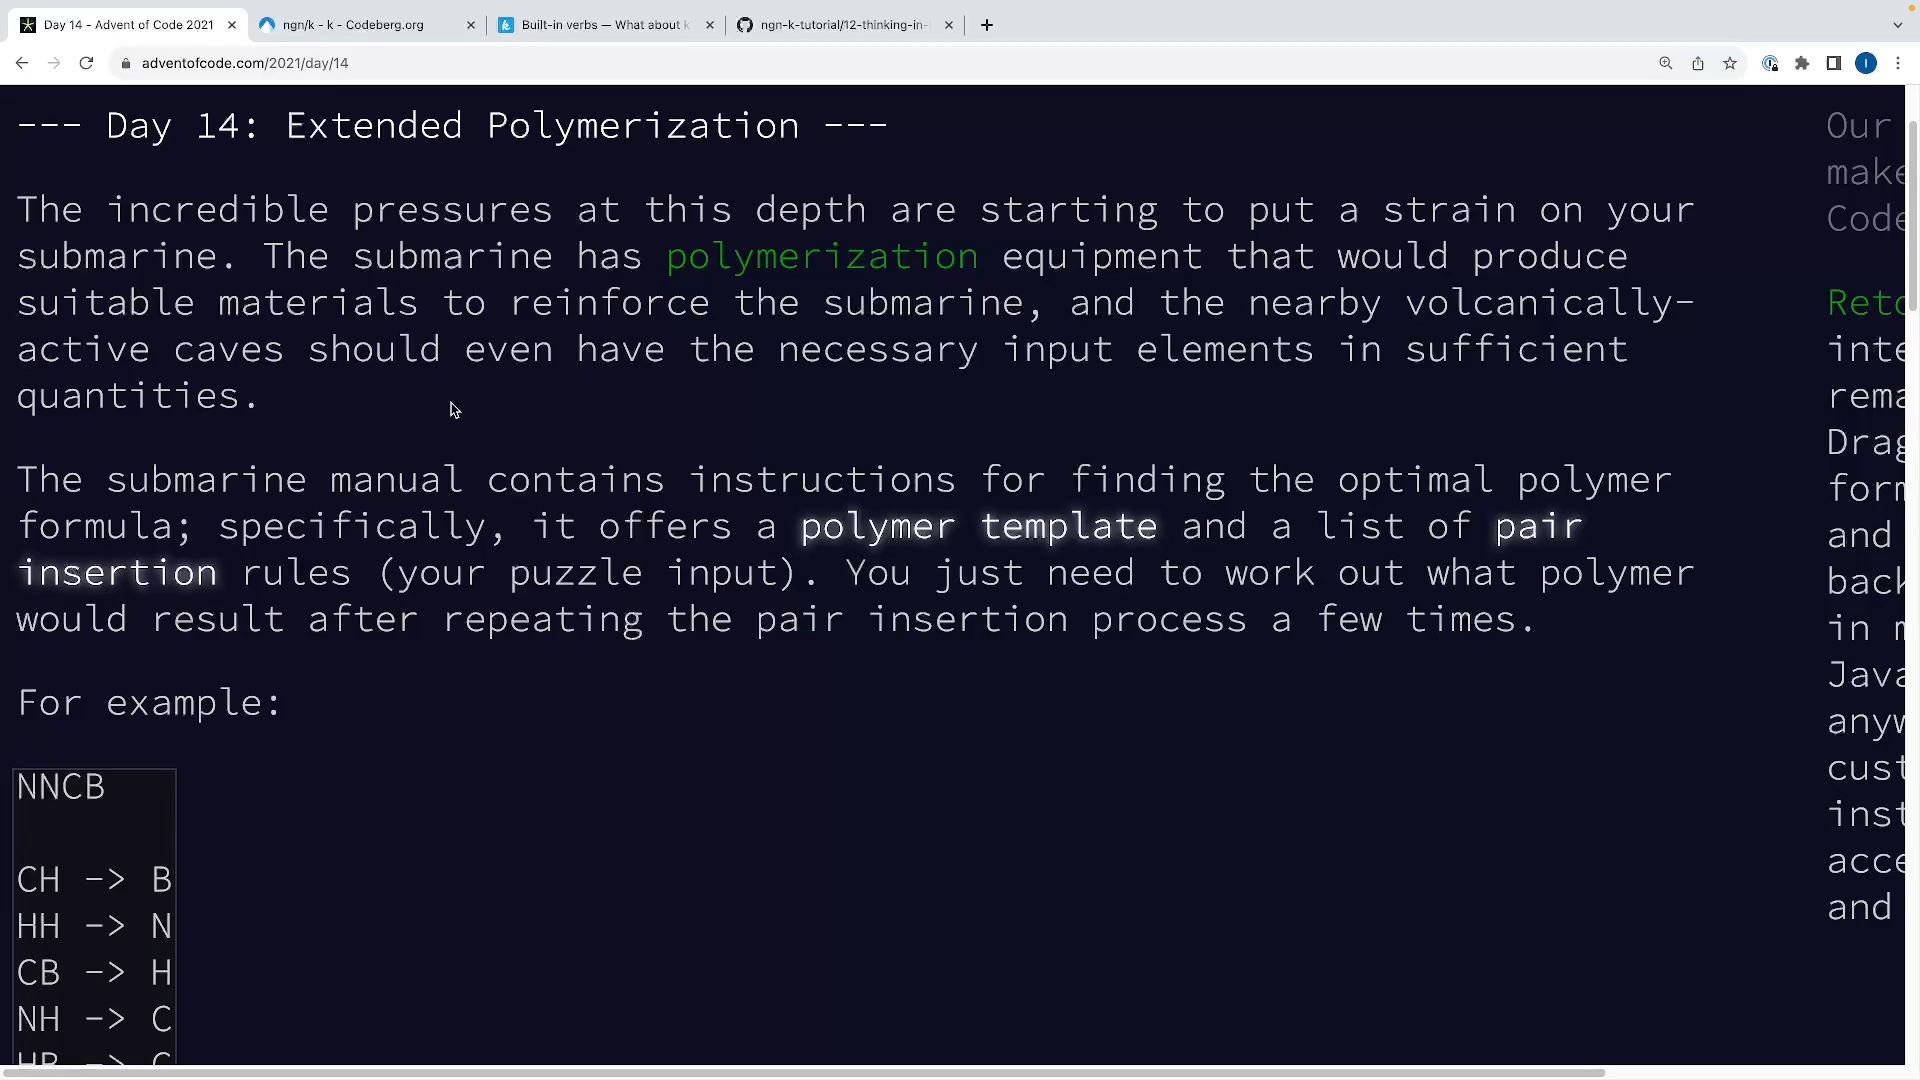 Day 14 - Advent of Code 2021
ngn/k - k - Codeberg.org
Built-in verbs — What about k
ngn-k-tutorial/12-thinking-in-
adventofcode.com/2021/day/14
--- Day 14: Extended Polymerization ---
The incredible pressures at this depth are starting to put a strain on your
submarine. The submarine has polymerization equipment that would produce
suitable materials to reinforce the submarine, and the nearby volcanically-
active caves should even have the necessary input elements in sufficient
quantities.
The submarine manual contains instructions for finding the optimal polymer
formula; specifically, it offers a polymer template and a list of pair
insertion rules (your puzzle input). You just need to work out what polymer
would result after repeating the pair insertion process a few times.
For example:
NNCB
CH -> B
HH -> N
CB -> H
NH -> C
HB -> C
Our
make
Code
Reto
inte
rema
Drag
form
and
back
in m
Java
anyw
cust
inst
acce
and